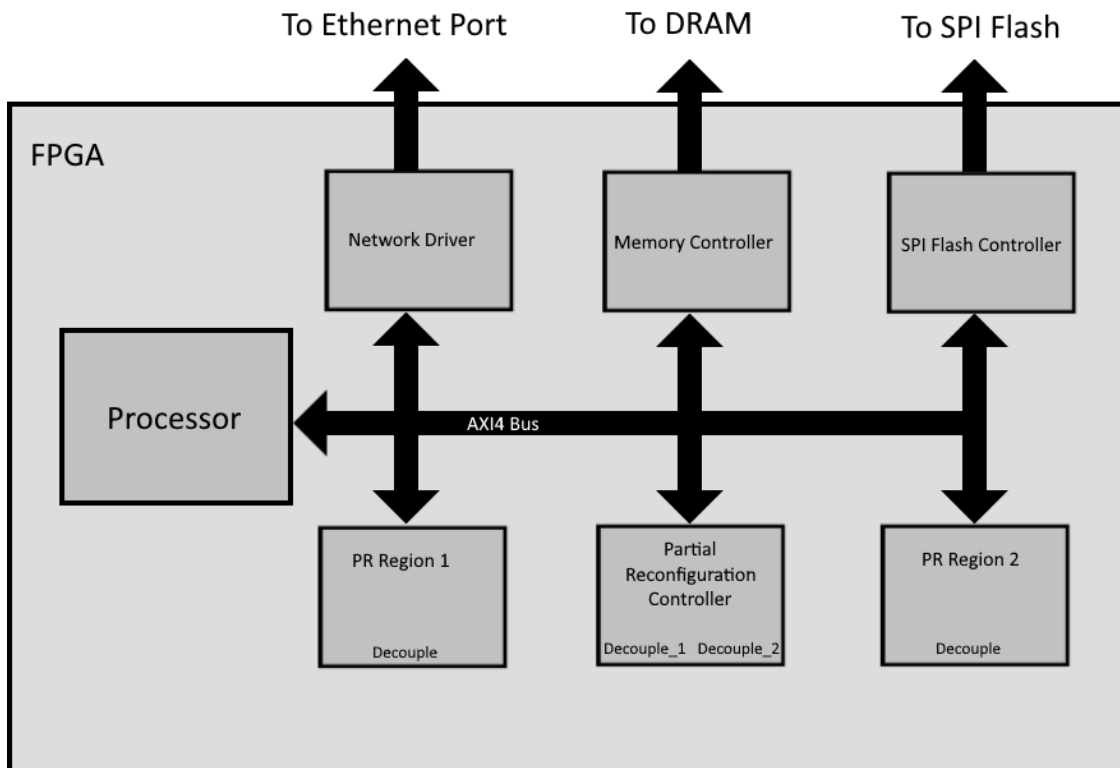 To Ethernet Port
To DRAM
To SPI Flash
FPGA
Network Driver
Memory Controller
SPI Flash Controller
Processor
AXI4 Bus
PR Region 1
Decouple
Partial
Reconfiguration
Controller
Decouple_1
Decouple_2
PR Region 2
Decouple